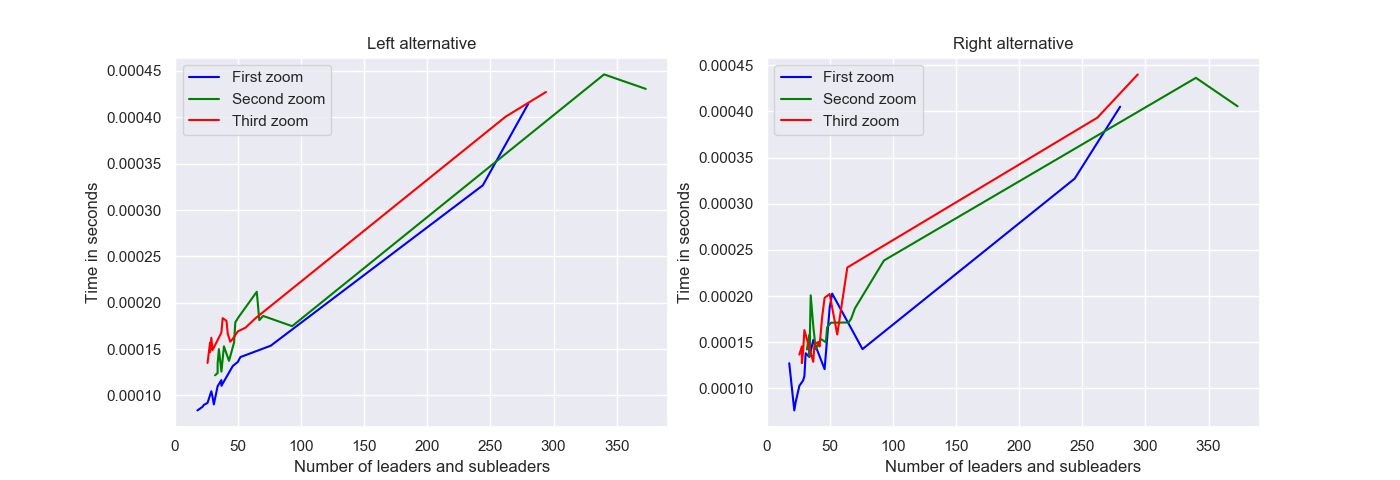 Left alternative
First zoom
Second zoom
Third zoom
0.00045
0.00040
0.00035
0.00030
0.00025
0.00020
0.00015
0.00010
Time in seconds
0 50 100 150 200 250 300 350
Number of leaders and subleaders
Right alternative
First zoom
Second zoom
Third zoom
0.00045
0.00040
0.00035
0.00030
0.00025
0.00020
0.00015
0.00010
Time in seconds
0 50 100 150 200 250 300 350
Number of leaders and subleaders